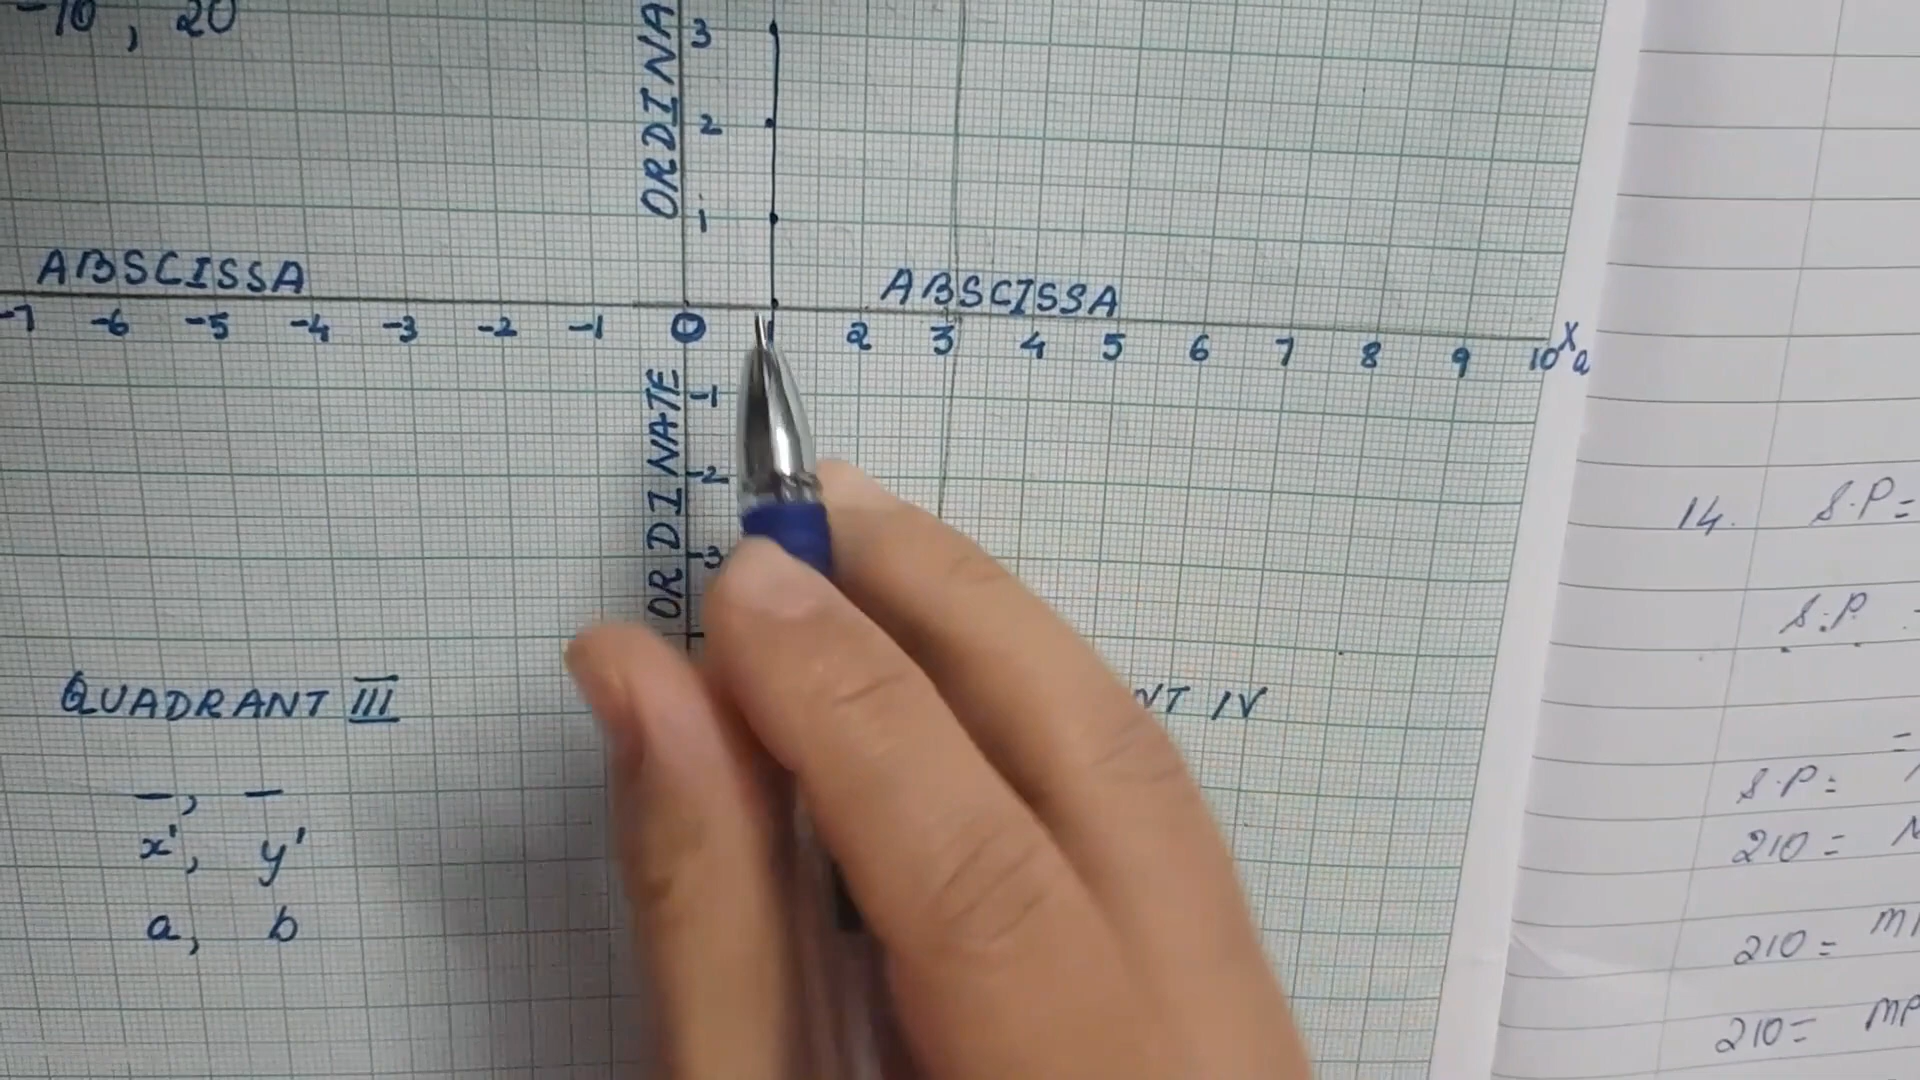 -10, 20
ORDINA
3
2
1
ABSCISSA
ABSCISSA
-7 -6 -5 -4 -3 -2 -1 0 1 2 3 4 5 6 7 8 9 10 X
a
ORDINATE
-1
-2
-3
QUADRANT III
NT IV
-, -
x', y'
a, b
14. S.P=
S.P
=
S.P=
210 =
210 =
210 =